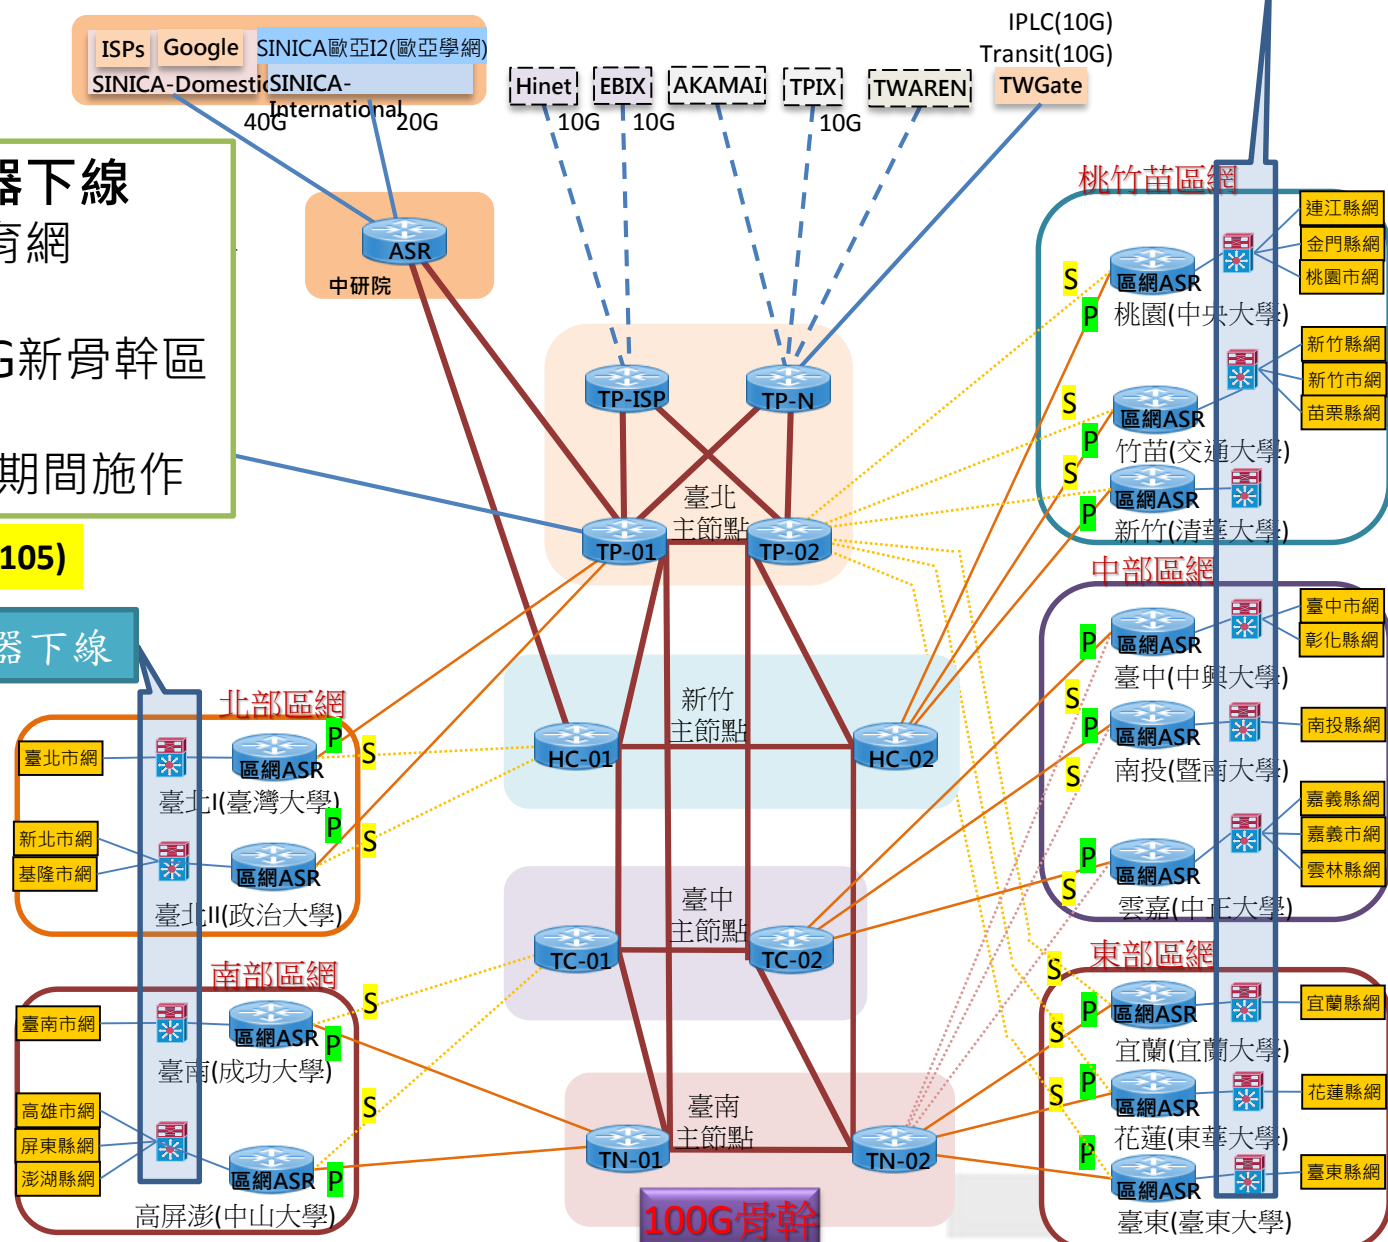 IPLC(10G)
Transit(10G)
ISPs
Google
SINICA歐亞I2(歐亞學網)
SINICA-Domestic
SINICA-
International
40G
20G
Hinet
EBIX
AKAMAI
TPIX
TWAREN
TWGate
10G
10G
10G
器下線
育網
G新骨幹區
期間施作
105)
器下線
ASR
中研院
TP-ISP
TP-N
臺北
主節點
TP-01
TP-02
新竹
主節點
HC-01
HC-02
臺中
主節點
TC-01
TC-02
臺南
主節點
TN-01
TN-02
100G骨幹
北部區網
臺北市網
區網ASR
P
S
臺北I(臺灣大學)
新北市網
基隆市網
區網ASR
P
S
臺北II(政治大學)
南部區網
臺南市網
區網ASR
S
P
臺南(成功大學)
高雄市網
屏東縣網
澎湖縣網
區網ASR
S
P
高屏澎(中山大學)
桃竹苗區網
連江縣網
金門縣網
桃園市網
S
P
區網ASR
桃園(中央大學)
新竹縣網
新竹市網
苗栗縣網
S
P
區網ASR
竹苗(交通大學)
S
P
區網ASR
新竹(清華大學)
中部區網
臺中市網
彰化縣網
P
S
區網ASR
臺中(中興大學)
南投縣網
P
S
區網ASR
南投(暨南大學)
嘉義縣網
嘉義市網
雲林縣網
P
S
區網ASR
雲嘉(中正大學)
東部區網
宜蘭縣網
S
P
區網ASR
宜蘭(宜蘭大學)
花蓮縣網
S
P
區網ASR
花蓮(東華大學)
臺東縣網
S
P
區網ASR
臺東(臺東大學)